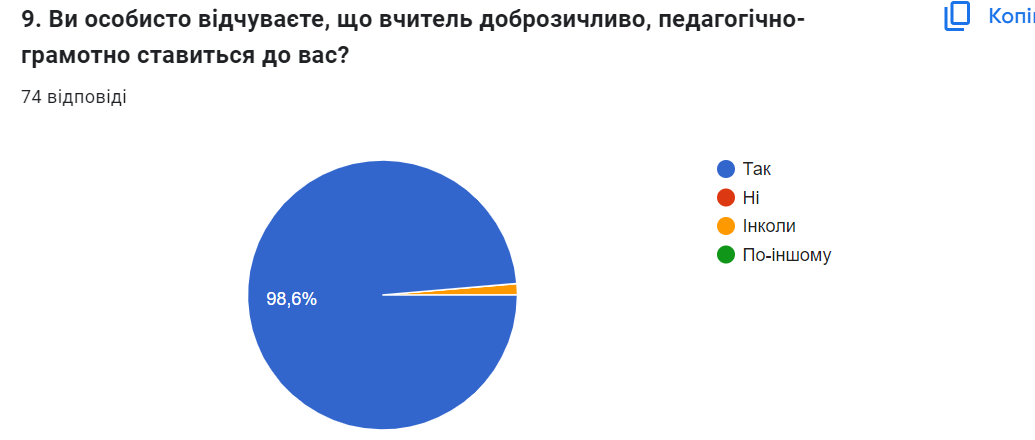 9. Ви особисто відчуваєте, що вчитель доброзичливо, педагогічно-
грамотно ставиться до вас?
74 відповіді
98,6%
Так
Ні
Інколи
По-іншому